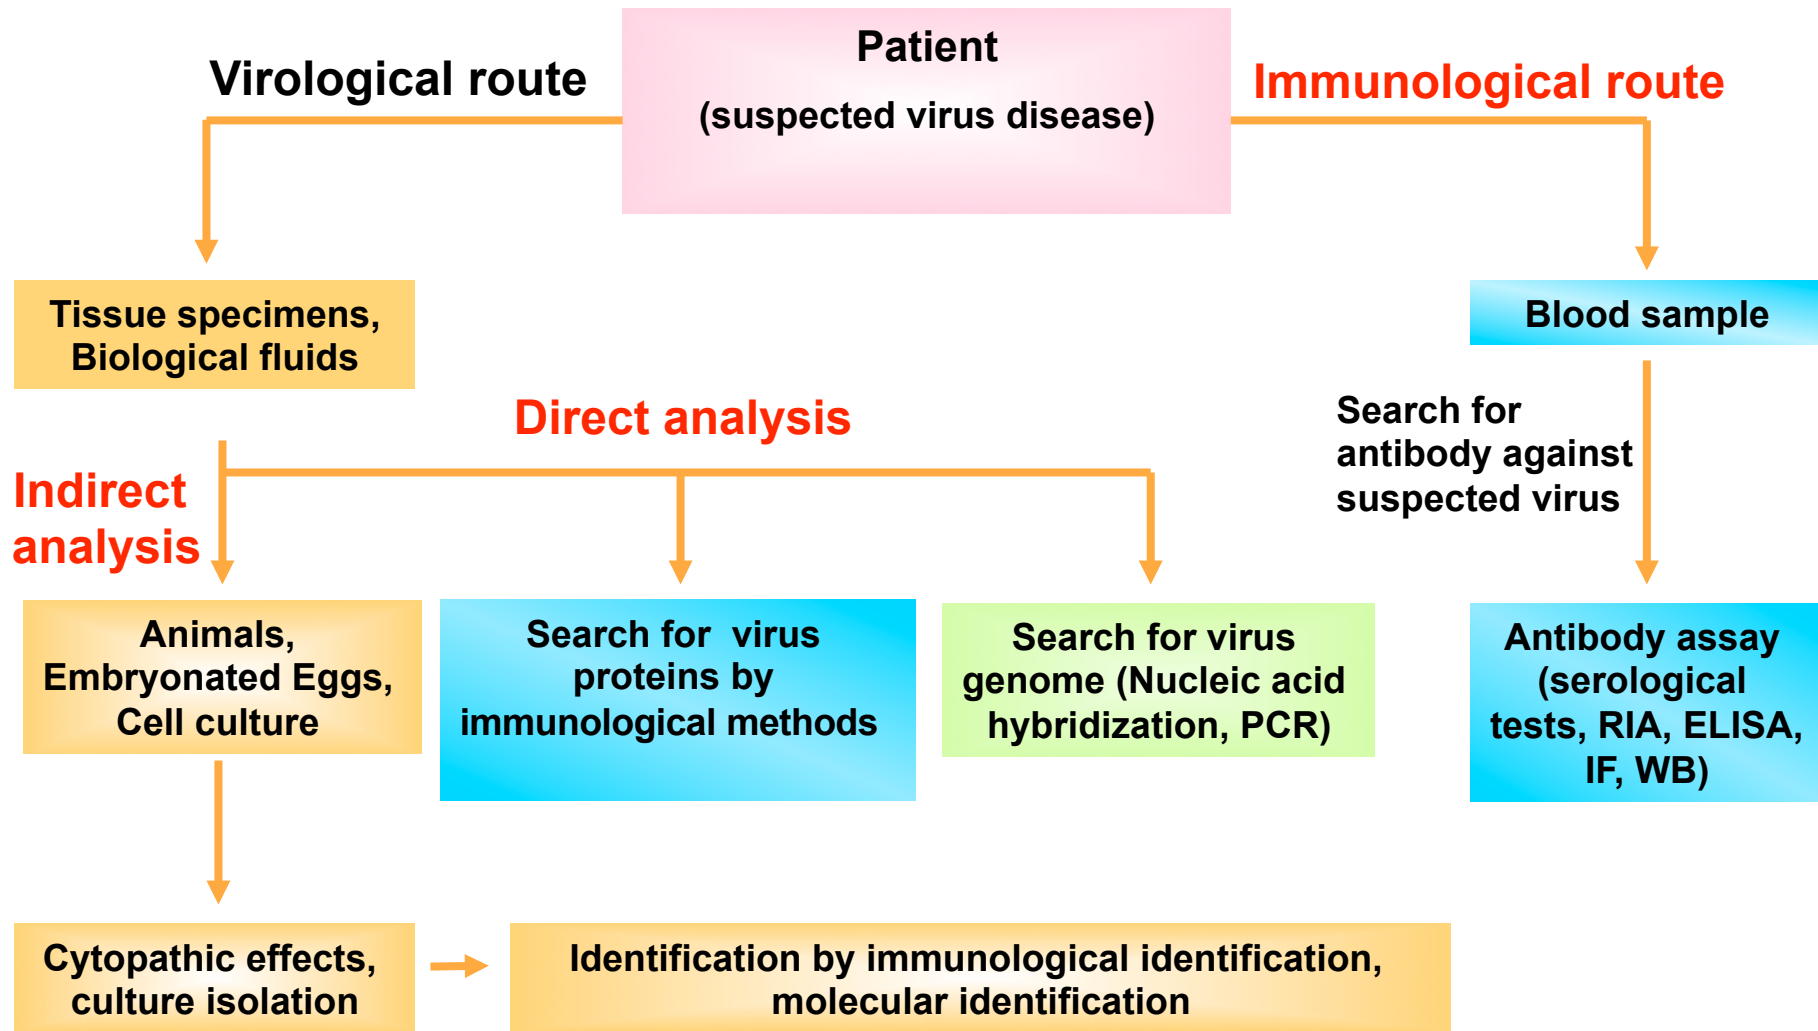 Patient
(suspected virus disease)
Virological route
Immunological route
Tissue specimens,
Biological fluids
Blood sample
Direct analysis
Indirect
analysis
Search for
antibody against
suspected virus
Animals,
Embryonated Eggs,
Cell culture
Search for virus
proteins by
immunological methods
Search for virus
genome (Nucleic acid
hybridization, PCR)
Antibody assay
(serological
tests, RIA, ELISA,
IF, WB)
Cytopathic effects,
culture isolation
Identification by immunological identification,
molecular identification